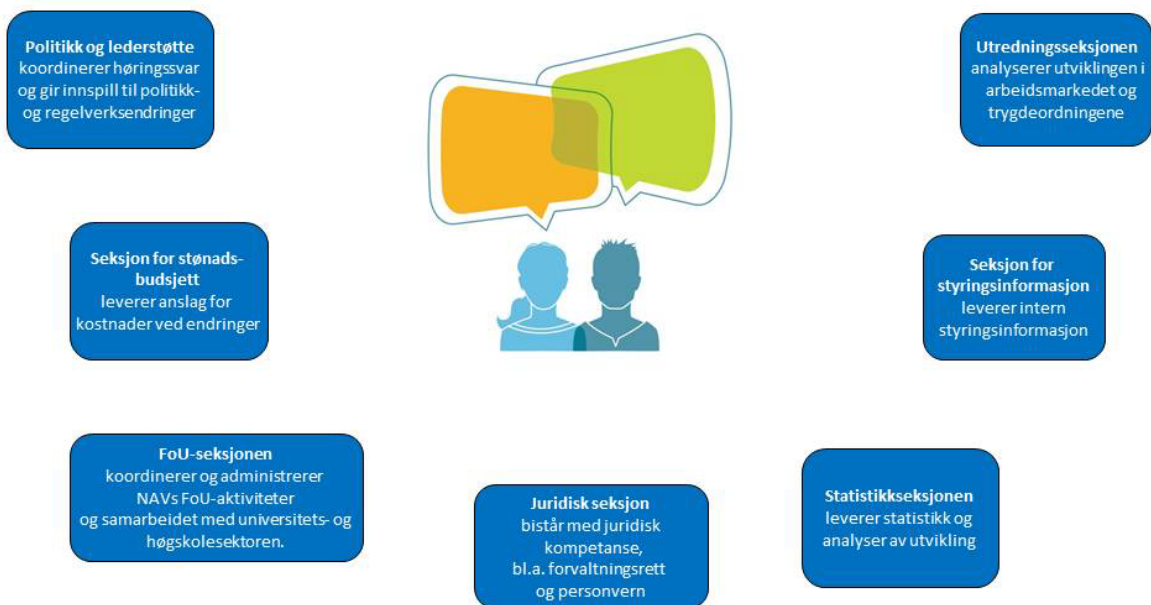 Politikk og lederstøtte
koordinerer høringssvar
og gir innspill til politikk-
og regelverksendringer
Utredningsseksjonen
analyserer utviklingen i
arbeidsmarkedet og
trygdeordningene
Seksjon for stønads-
budsjett
leverer anslag for
kostnader ved endringer
Seksjon for
styringsinformasjon
leverer intern
styringsinformasjon
FoU-seksjonen
koordinerer og administrerer
NAVs FoU-aktiviteter
og samarbeidet med universitets- og
høgskolesektoren.
Juridisk seksjon
bistår med juridisk
kompetanse,
bl.a. forvaltningsrett
og personvern
Statistikkseksjonen
leverer statistikk og
analyser av utvikling